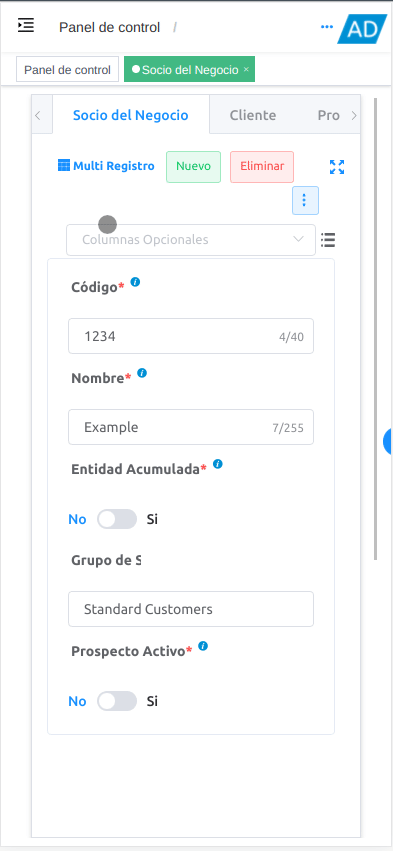 Panel de control /
AD
Panel de control
Socio del Negocio ×
Socio del Negocio
Cliente
Pro
Multi Registro
Nuevo
Eliminar
Columnas Opcionales
Código*
1234
4/40
Nombre*
Example
7/255
Entidad Acumulada*
No
Si
Grupo de S
Standard Customers
Prospecto Activo*
No
Si